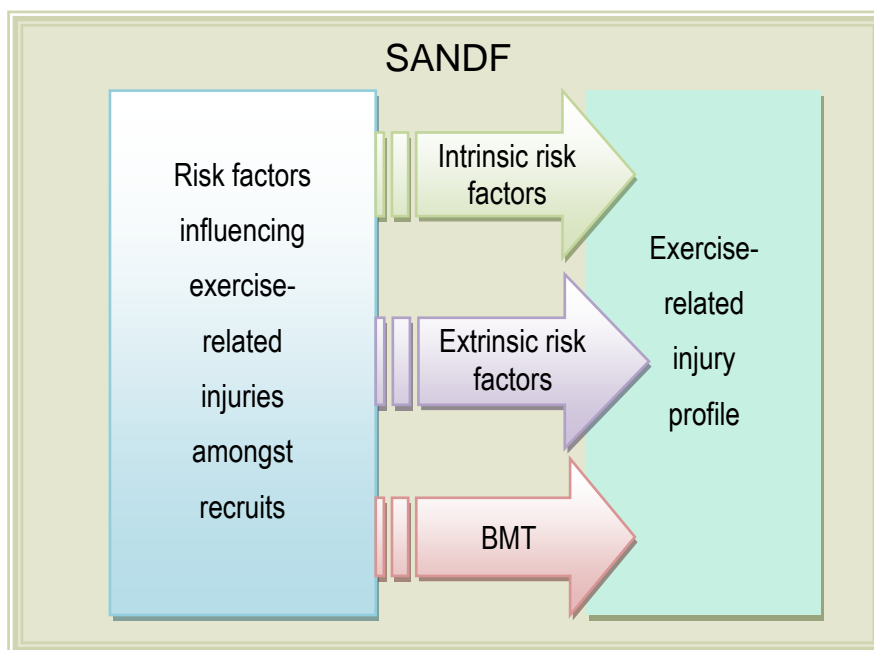 SANDF
Risk factors
influencing
exercise-
related
injuries
amongst
recruits
Intrinsic risk
factors
Extrinsic risk
factors
BMT
Exercise-
related
injury
profile